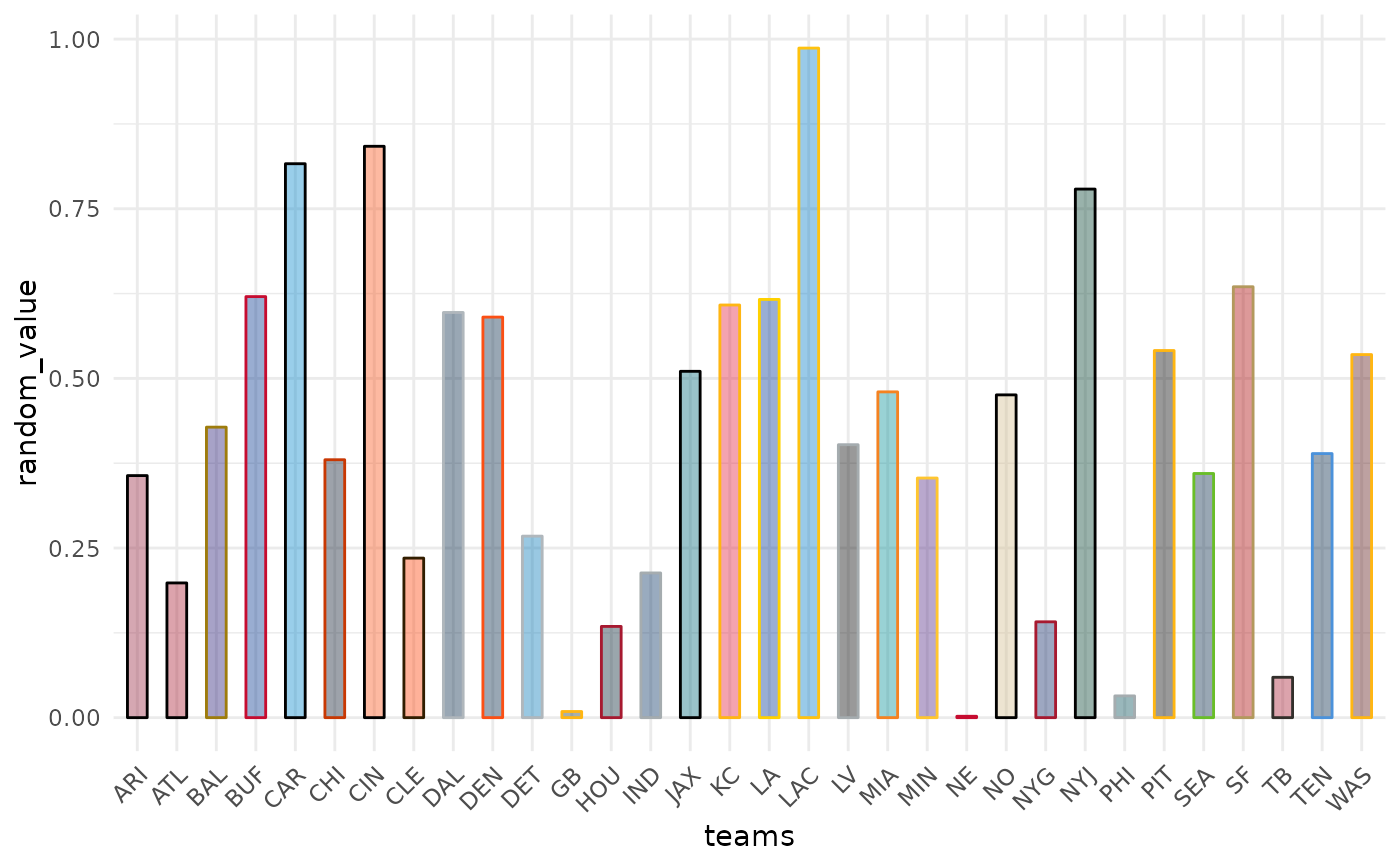 1.00
0.75
0.50
0.25
0.00
random_value
ARI ATL BAL BUF CAR CHI CIN CLE DAL DEN DET GB HOU IND JAX KC LA LAC LV MIA MIN NE NO NYG NYJ PHI PIT SEA SF TB TEN WAS
teams